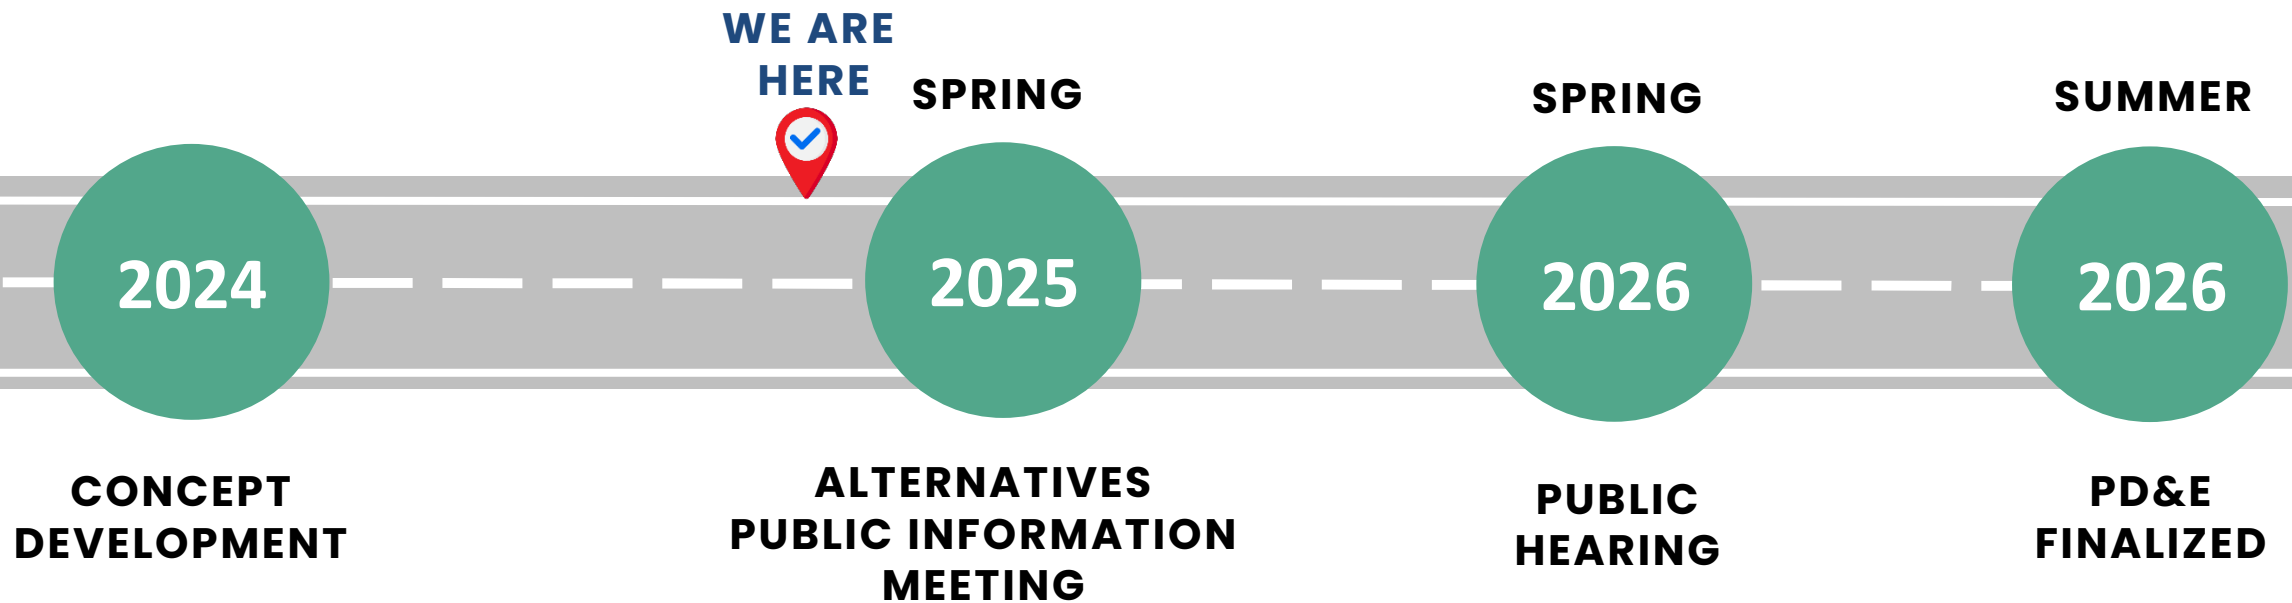 WE ARE
HERE
SPRING
SPRING
SUMMER
2024
2025
2026
2026
CONCEPT
DEVELOPMENT
ALTERNATIVES
PUBLIC INFORMATION
MEETING
PUBLIC
HEARING
PD&E
FINALIZED